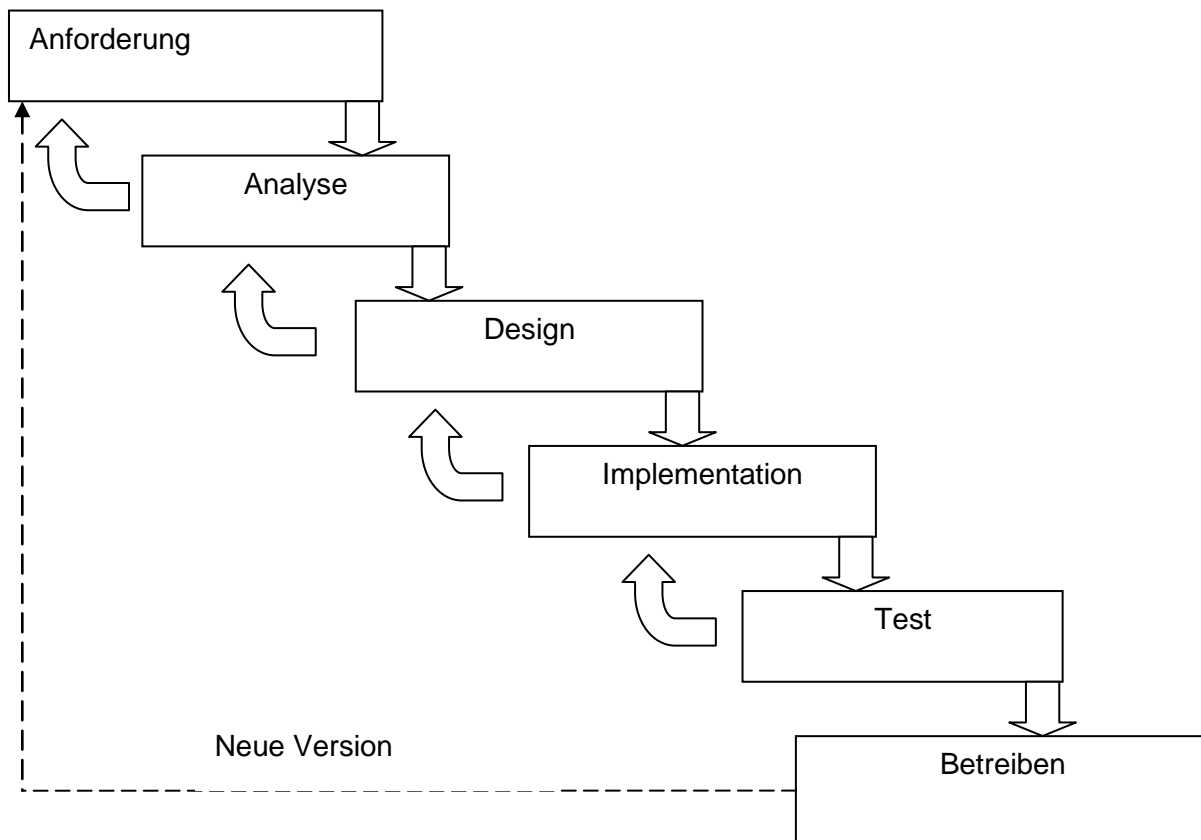 Anforderung
Analyse
Design
Implementation
Test
Neue Version
Betreiben